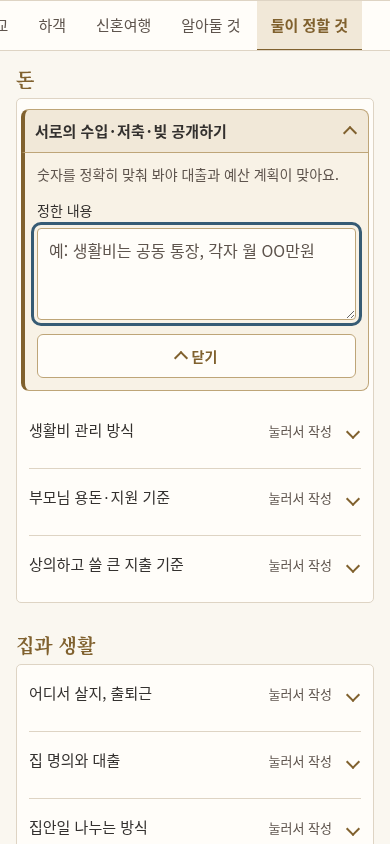 교 하객 신혼여행 알아둘 것 둘이 정할 것
돈
서로의 수입·저축·빚 공개하기
숫자를 정확히 맞춰 봐야 대출과 예산 계획이 맞아요.
정한 내용
예: 생활비는 공동 통장, 각자 월 OO만원
닫기
생활비 관리 방식 눌러서 작성
부모님 용돈·지원 기준 눌러서 작성
상의하고 쓸 큰 지출 기준 눌러서 작성
집과 생활
어디서 살지, 출퇴근 눌러서 작성
집 명의와 대출 눌러서 작성
집안일 나누는 방식 눌러서 작성